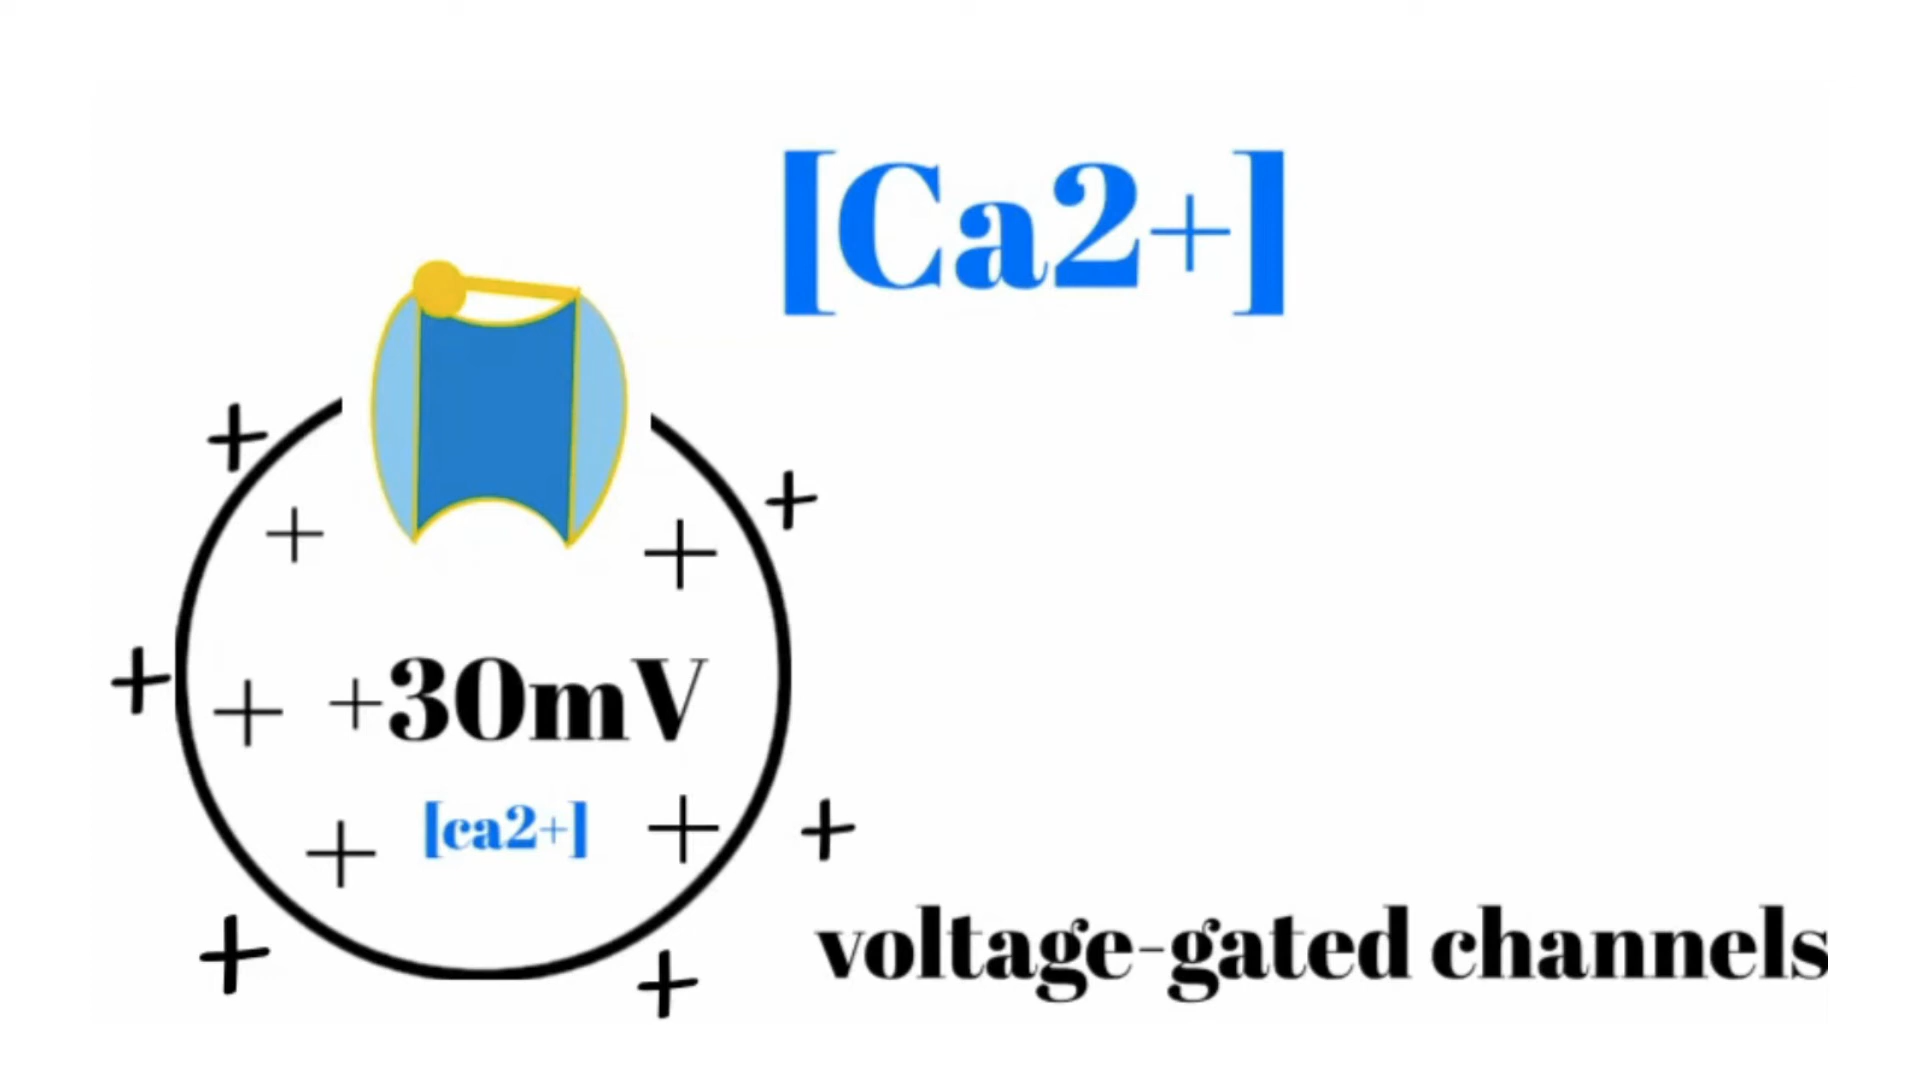 [Ca2+]
+30mV
[ca2+]
voltage-gated channels